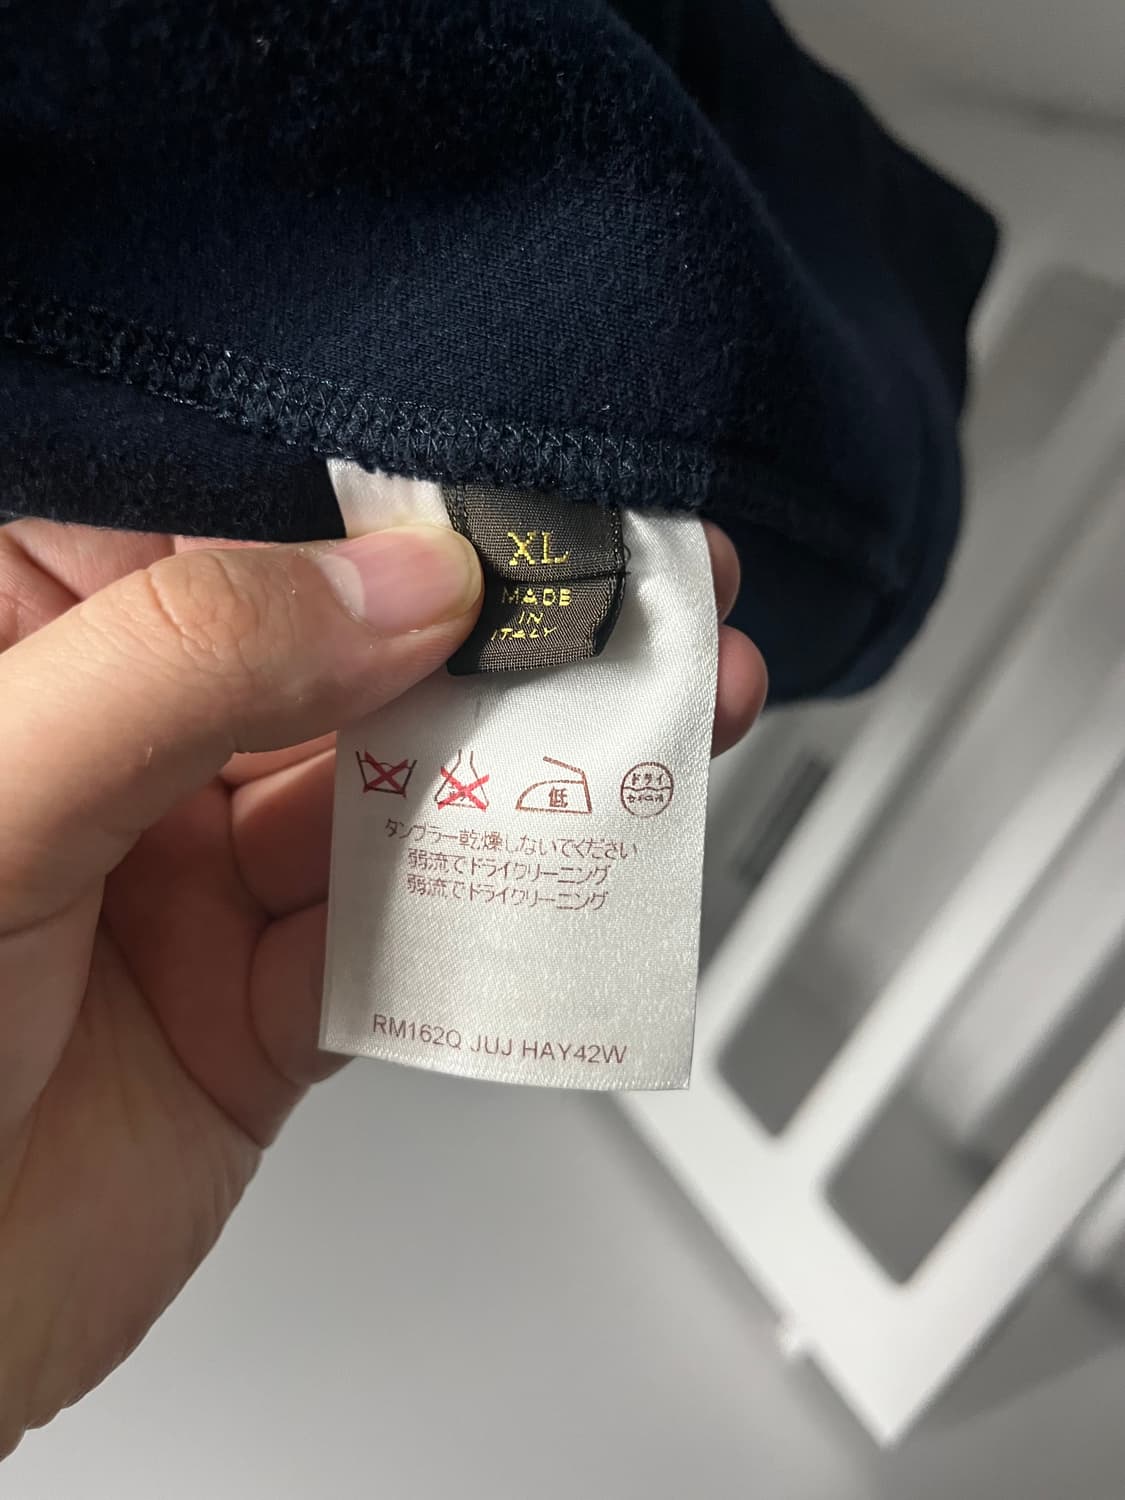 XL
MADE
IN
ITALY
低
ドライ
タンブラー乾燥しないでください
弱流でドライクリーニング
弱流でドライクリーニング
RM162Q JUJ HAY42W